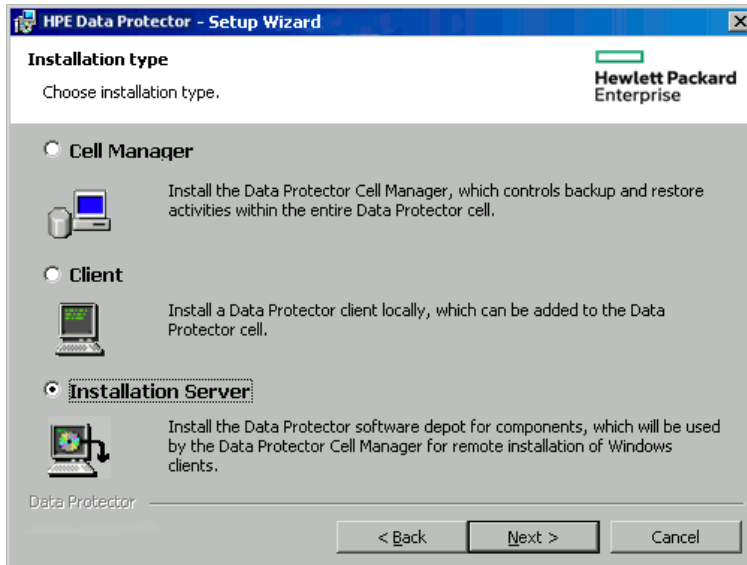 HPE Data Protector - Setup Wizard
Installation type
Choose installation type.
Hewlett Packard
Enterprise
Cell Manager
Install the Data Protector Cell Manager, which controls backup and restore
activities within the entire Data Protector cell.
Client
Install a Data Protector client locally, which can be added to the Data
Protector cell.
Installation Server
Install the Data Protector software depot for components, which will be used
by the Data Protector Cell Manager for remote installation of Windows
clients.
Data Protector
< Back Next > Cancel